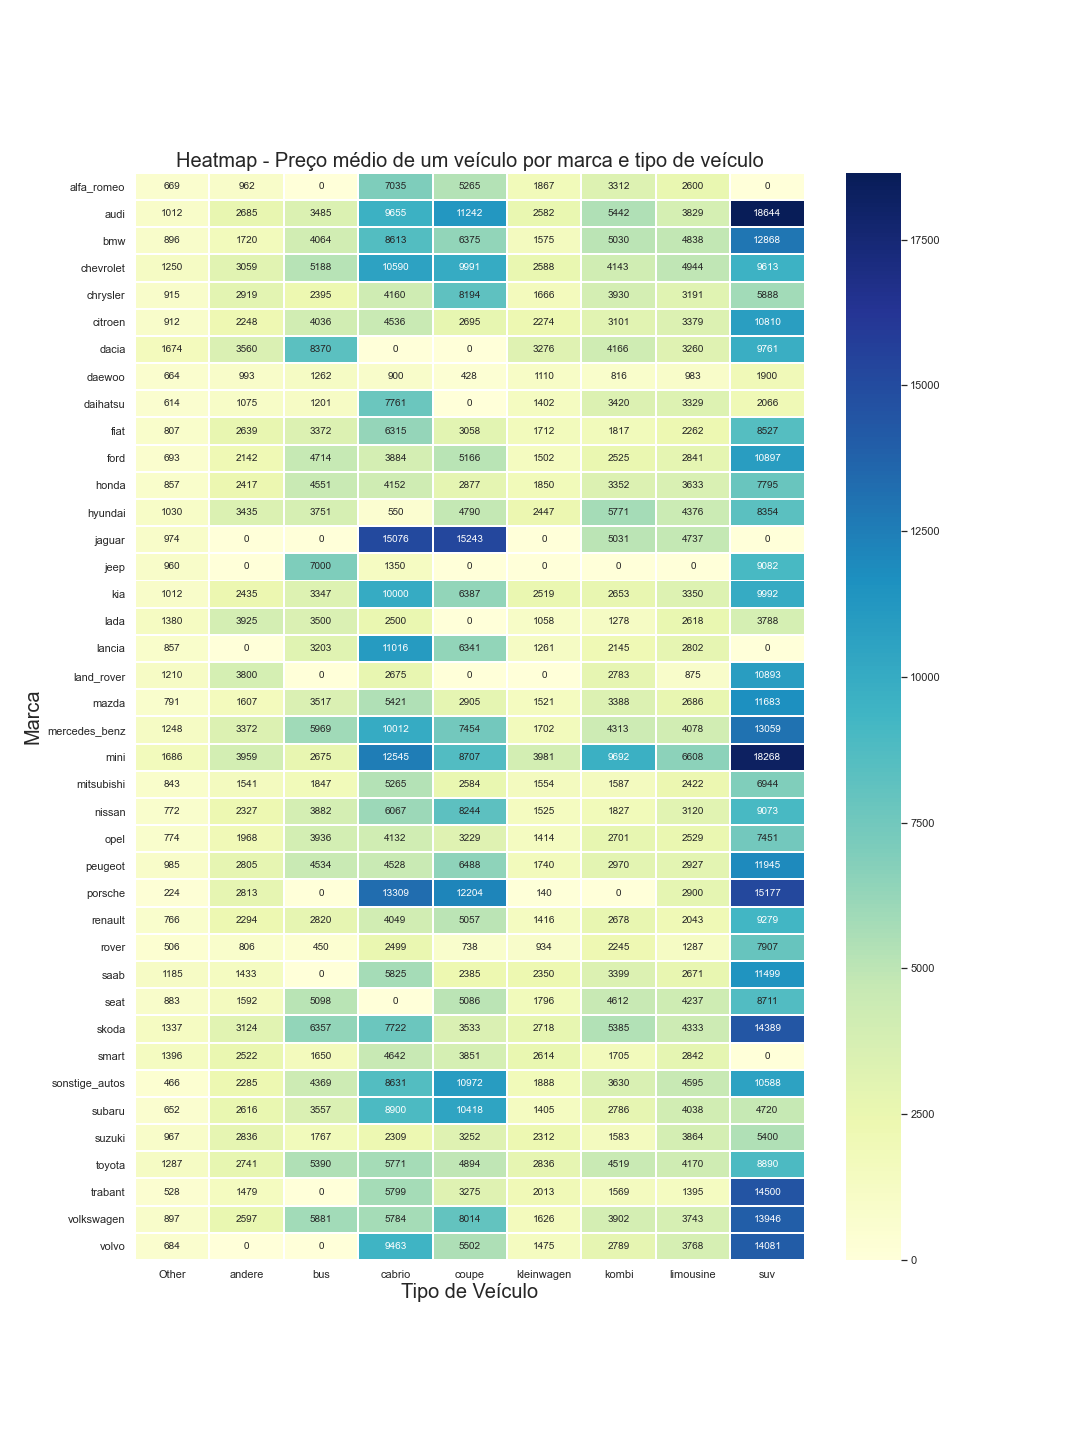 Heatmap - Preço médio de um veículo por marca e tipo de veículo
alfa_romeo 669 962 0 7035 5265 1867 3312 2600 0
audi 1012 2685 3485 9655 11242 2582 5442 3829 18644
bmw 896 1720 4064 8613 6375 1575 5030 4838 12868
chevrolet 1250 3059 5188 10590 9991 2588 4143 4944 9613
chrysler 915 2919 2395 4160 8194 1666 3930 3191 5888
citroen 912 2248 4036 4536 2695 2274 3101 3379 10810
dacia 1674 3560 8370 0 0 3276 4166 3260 9761
daewoo 664 993 1262 900 428 1110 816 983 1900
daihatsu 614 1075 1201 7761 0 1402 3420 3329 2066
fiat 807 2639 3372 6315 3058 1712 1817 2262 8527
ford 693 2142 4714 3884 5166 1502 2525 2841 10897
honda 857 2417 4551 4152 2877 1850 3352 3633 7795
hyundai 1030 3435 3751 550 4790 2447 5771 4376 8354
jaguar 974 0 0 15076 15243 0 5031 4737 0
jeep 960 0 7000 1350 0 0 0 0 9082
kia 1012 2435 3347 10000 6387 2519 2653 3350 9992
lada 1380 3925 3500 2500 0 1058 1278 2618 3788
lancia 857 0 3203 11016 6341 1261 2145 2802 0
land_rover 1210 3800 0 2675 0 0 2783 875 10893
mazda 791 1607 3517 5421 2905 1521 3388 2686 11683
mercedes_benz 1248 3372 5969 10012 7454 1702 4313 4078 13059
mini 1686 3959 2675 12545 8707 3981 9692 6608 18268
mitsubishi 843 1541 1847 5265 2584 1554 1587 2422 6944
nissan 772 2327 3882 6067 8244 1525 1827 3120 9073
opel 774 1968 3936 4132 3229 1414 2701 2529 7451
peugeot 985 2805 4534 4528 6488 1740 2970 2927 11945
porsche 224 2813 0 13309 12204 140 0 2900 15177
renault 766 2294 2820 4049 5057 1416 2678 2043 9279
rover 506 806 450 2499 738 934 2245 1287 7907
saab 1185 1433 0 5825 2385 2350 3399 2671 11499
seat 883 1592 5098 0 5086 1796 4612 4237 8711
skoda 1337 3124 6357 7722 3533 2718 5385 4333 14389
smart 1396 2522 1650 4642 3851 2614 1705 2842 0
sonstige_autos 466 2285 4369 8631 10972 1888 3630 4595 10588
subaru 652 2616 3557 8900 10418 1405 2786 4038 4720
suzuki 967 2836 1767 2309 3252 2312 1583 3864 5400
toyota 1287 2741 5390 5771 4894 2836 4519 4170 8890
trabant 528 1479 0 5799 3275 2013 1569 1395 14500
volkswagen 897 2597 5881 5784 8014 1626 3902 3743 13946
volvo 684 0 0 9463 5502 1475 2789 3768 14081
Other andere bus cabrio coupe kleinwagen kombi limousine suv
Tipo de Veículo
Marca
17500
15000
12500
10000
7500
5000
2500
0